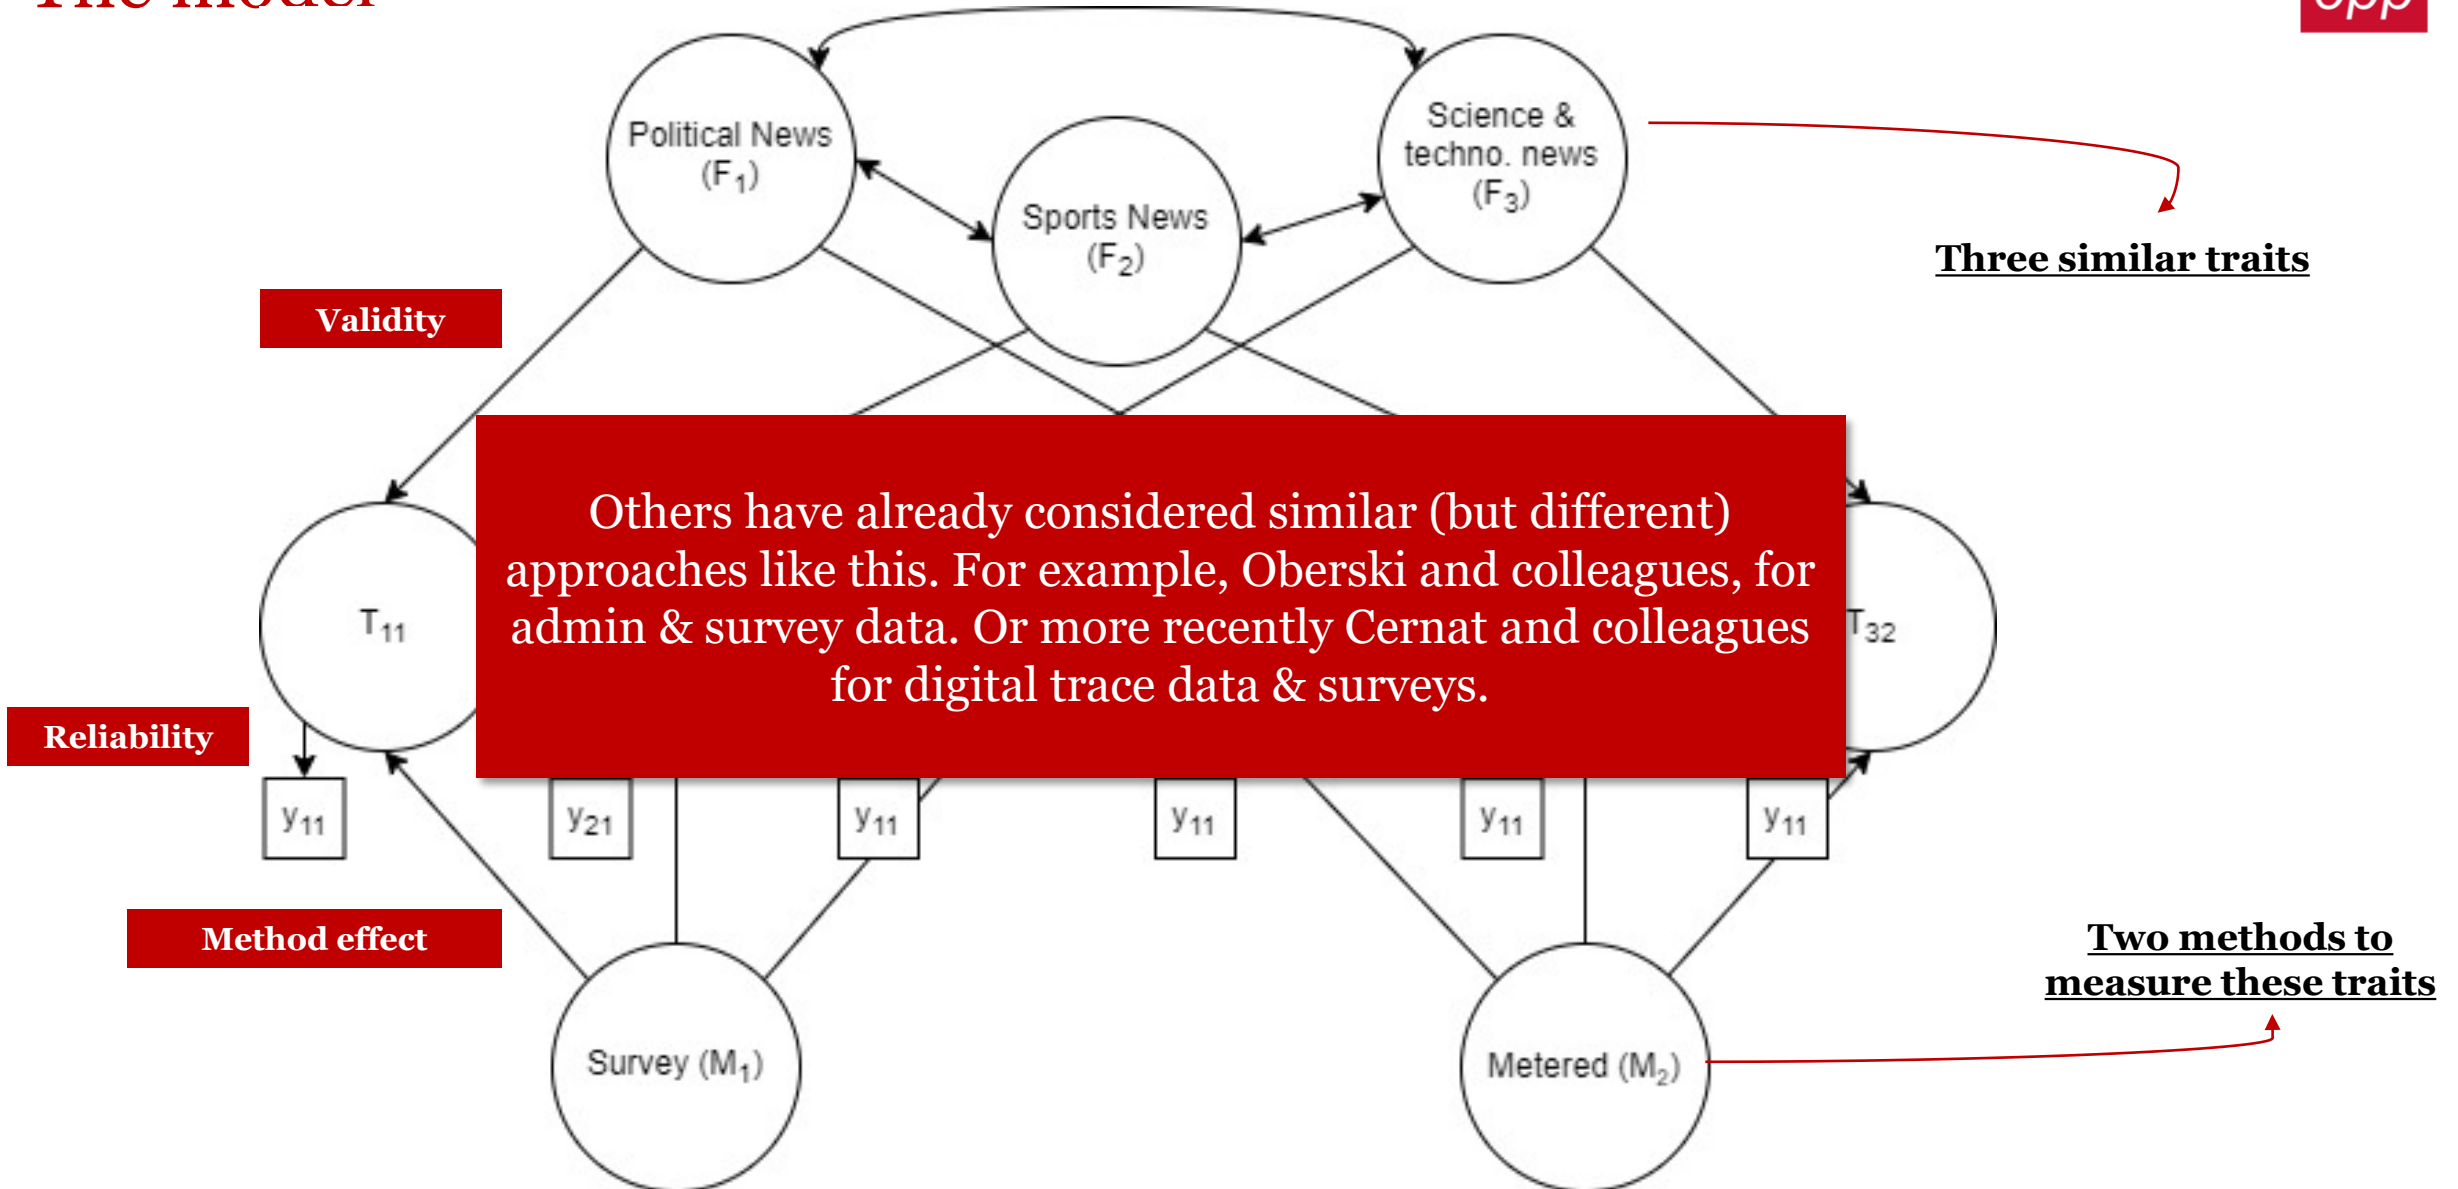 The model
opp
Political News
(F₁)
Science &
techno. news
(F₃)
Sports News
(F₂)
Three similar traits
Validity
Others have already considered similar (but different)
approaches like this. For example, Oberski and colleagues, for
admin & survey data. Or more recently Cernat and colleagues
for digital trace data & surveys.
T₁₁
T₃₂
Reliability
y₁₁
y₂₁
y₁₁
y₁₁
y₁₁
y₁₁
Method effect
Two methods to
measure these traits
Survey (M₁)
Metered (M₂)